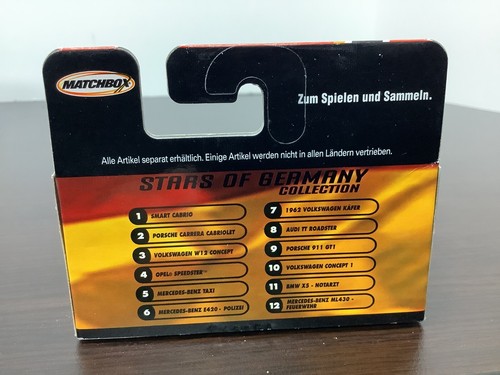 MATCHBOX
Zum Spielen und Sammeln.
Alle Artikel separat erhältlich. Einige Artikel werden nicht in allen Ländern vertrieben.
STARS OF GERMANY
COLLECTION
1 SMART CABRIO
2 PORSCHE CARRERA CABRIOLET
3 VOLKSWAGEN W12 CONCEPT
4 OPEL® SPEEDSTER™
5 MERCEDES-BENZ TAXI
6 MERCEDES-BENZ E430 - POLIZEI
7 1962 VOLKSWAGEN KÄFER
8 AUDI TT ROADSTER
9 PORSCHE 911 GT1
10 VOLKSWAGEN CONCEPT 1
11 BMW X5 - NOTARZT
12 MERCEDES-BENZ ML430 -
FEUERWEHR